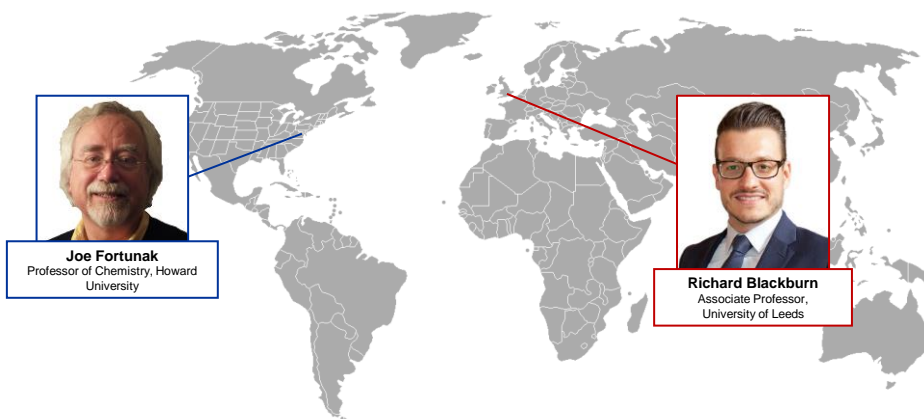 Joe Fortunak
Professor of Chemistry, Howard
University
Richard Blackburn
Associate Professor,
University of Leeds